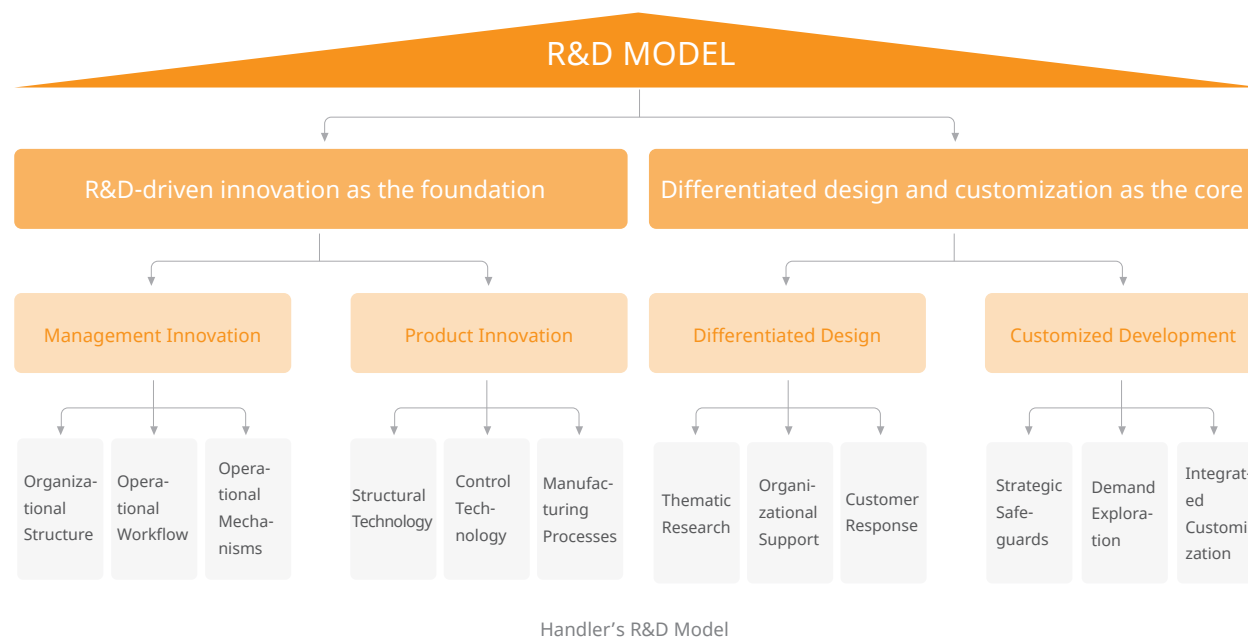 R&D MODEL
R&D-driven innovation as the foundation
Differentiated design and customization as the core
Management Innovation
Product Innovation
Differentiated Design
Customized Development
Organiza-
tional
Structure
Opera-
tional
Workflow
Opera-
tional
Mecha-
nisms
Structural
Technology
Control
Tech-
nology
Manufac-
turing
Processes
Thematic
Research
Organi-
zational
Support
Customer
Response
Strategic
Safe-
guards
Demand
Explora-
tion
Integrat-
ed
Customi
zation
Handler’s R&D Model